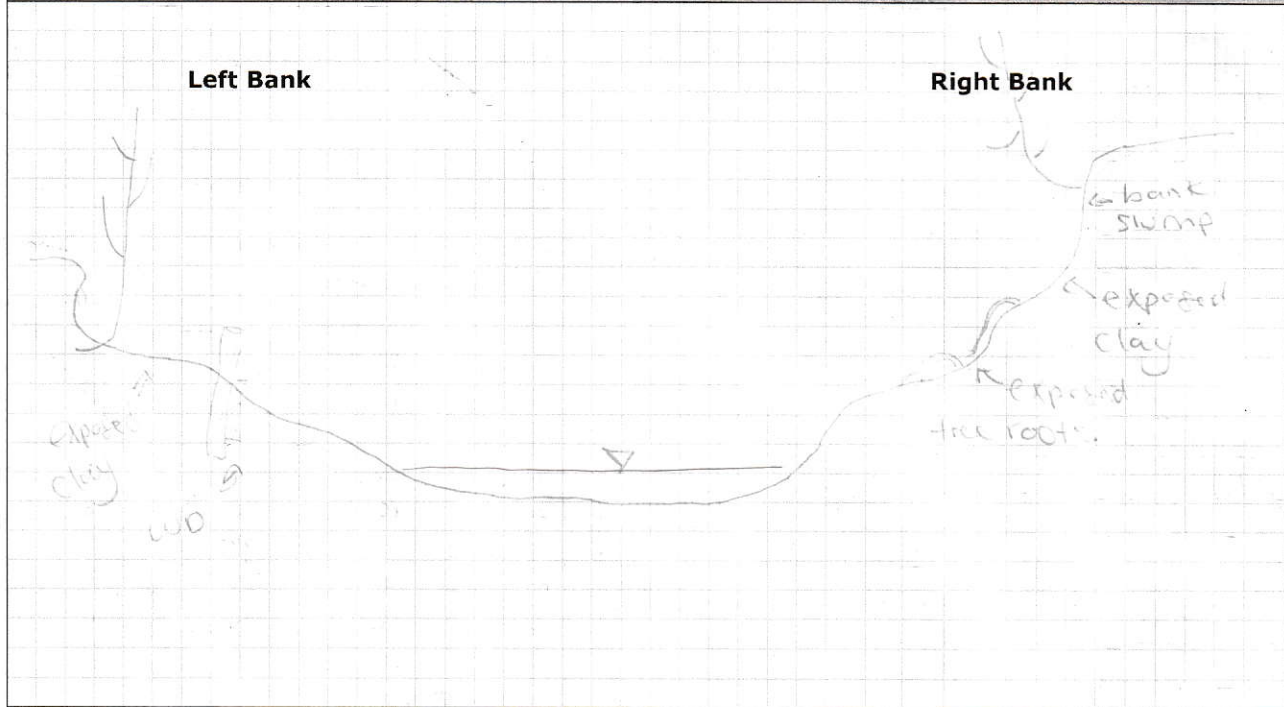 Left Bank
Right Bank
bank
slump
exposed
clay
exposed
tree roots.
exposed
clay
LWD